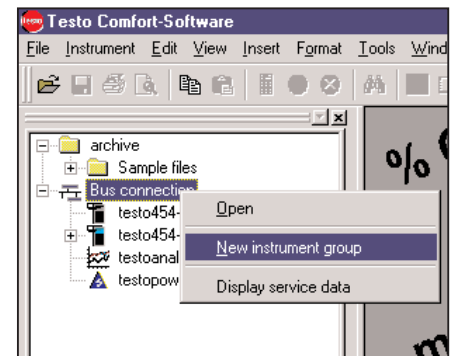 Testo Comfort-Software
File Instrument Edit View Insert Format Tools Wind
archive
Sample files
Bus connection
testo454-
testo454-
testoanal
testopow
Open
New instrument group
Display service data
%